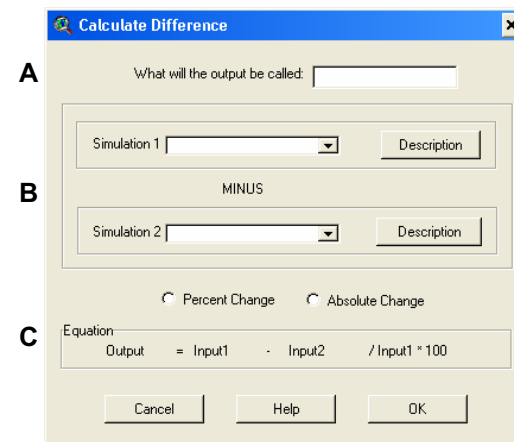 Calculate Difference
A What will the output be called:
Simulation 1 Description
B MINUS
Simulation 2 Description
Percent Change Absolute Change
C Equation
Output = Input1 - Input2 / Input1 * 100
Cancel Help OK